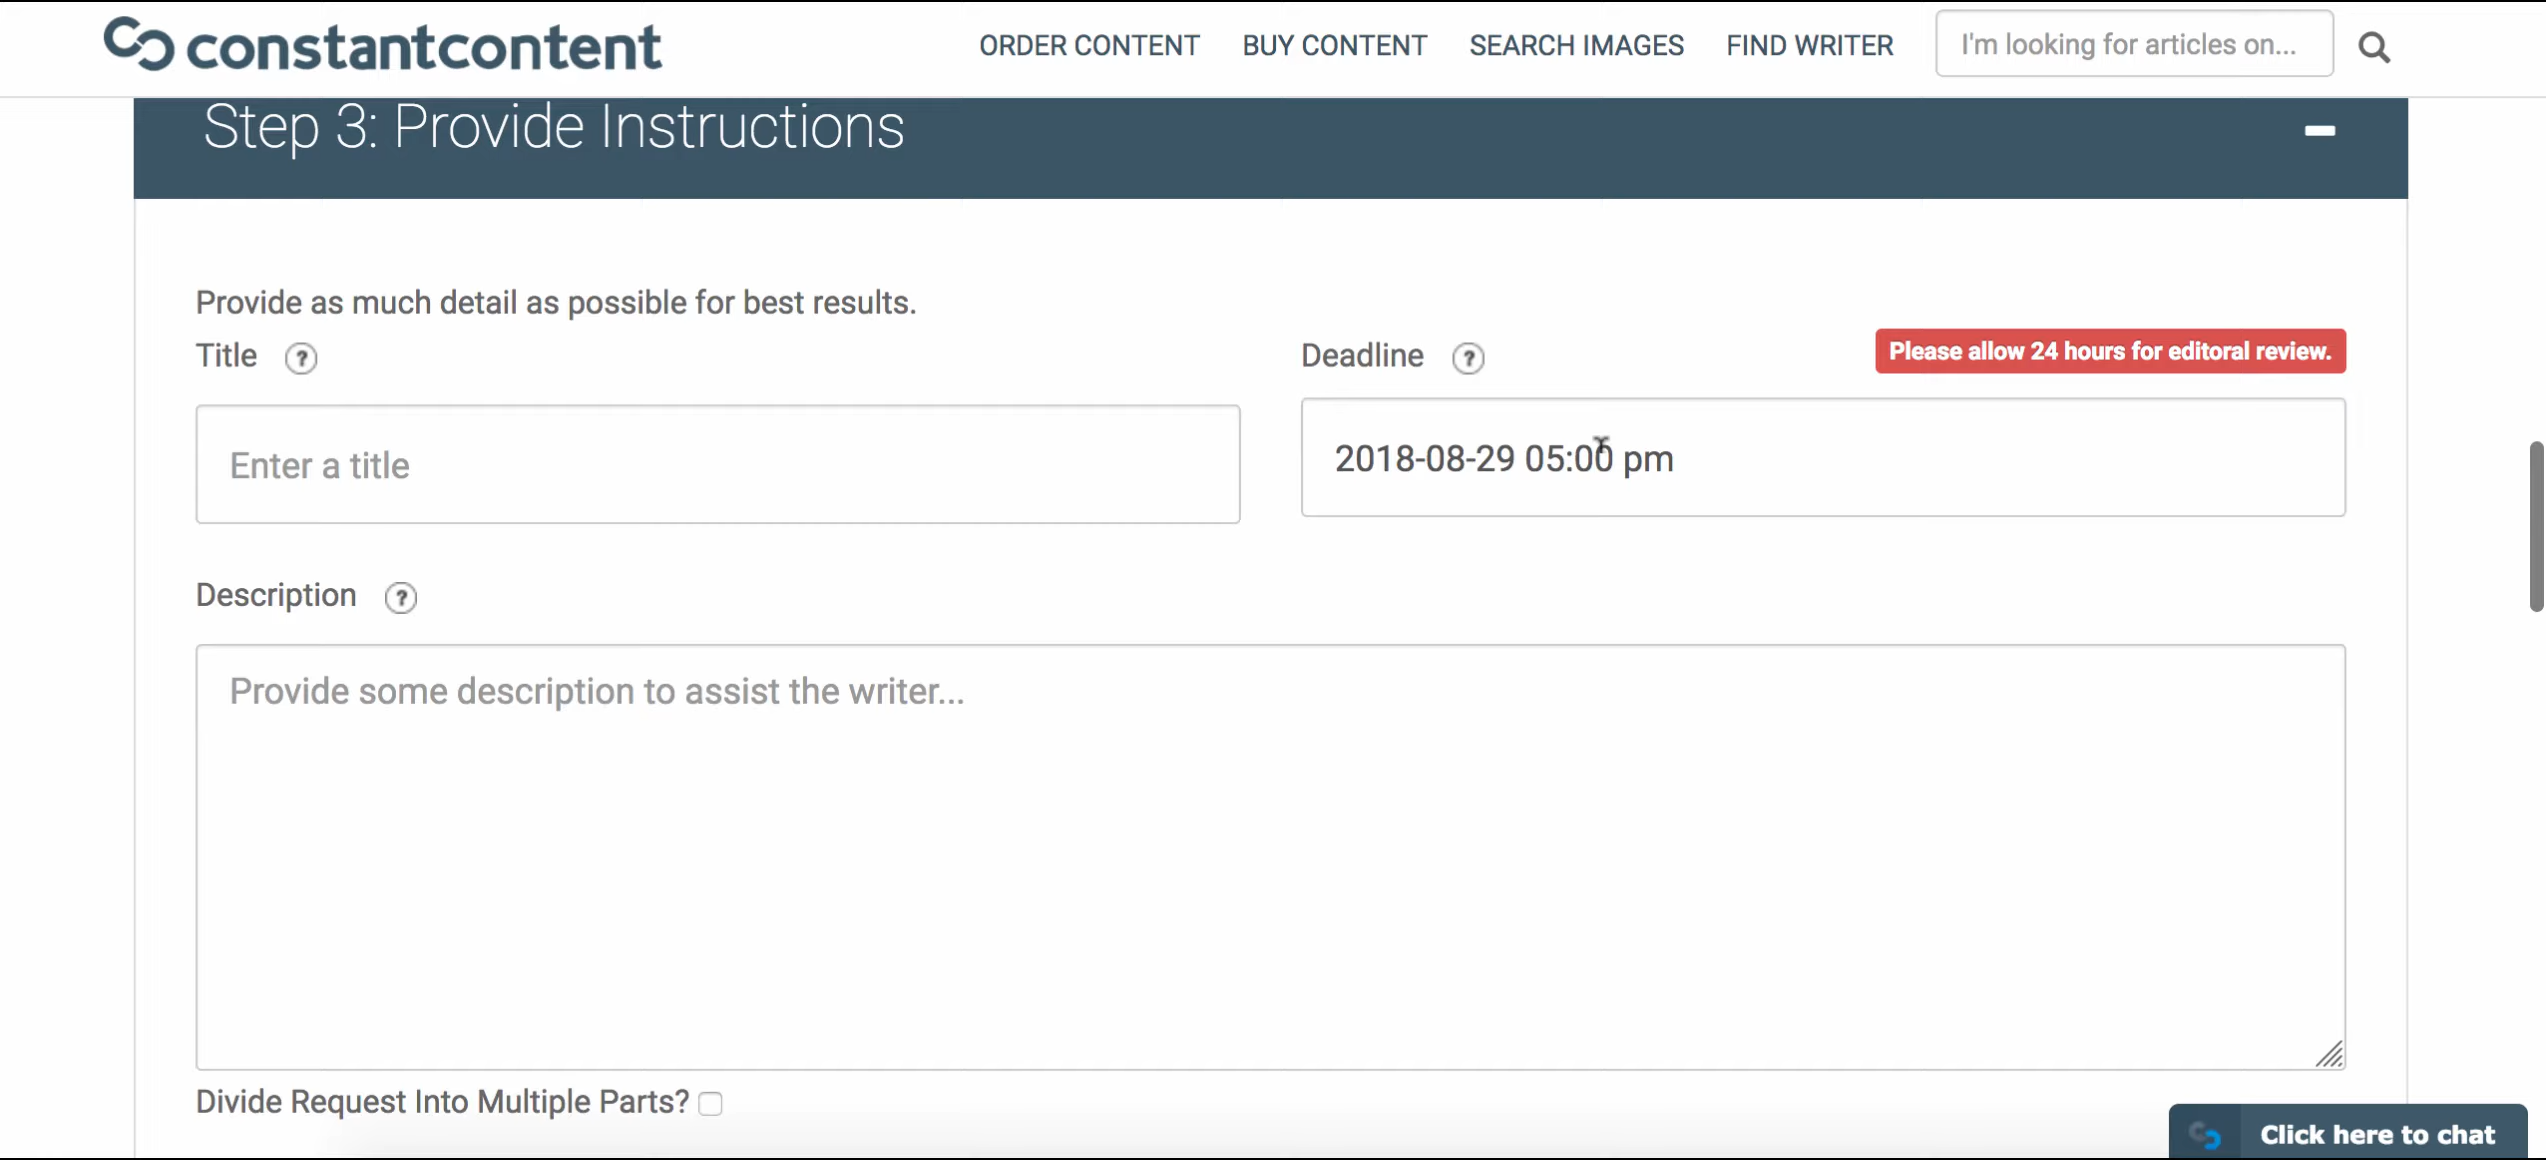 constantcontent
ORDER CONTENT BUY CONTENT SEARCH IMAGES FIND WRITER I'm looking for articles on...
Step 3: Provide Instructions
Provide as much detail as possible for best results.
Title ? Deadline ? Please allow 24 hours for editoral review.
Enter a title 2018-08-29 05:00 pm
Description ?
Provide some description to assist the writer...
Divide Request Into Multiple Parts?
Click here to chat